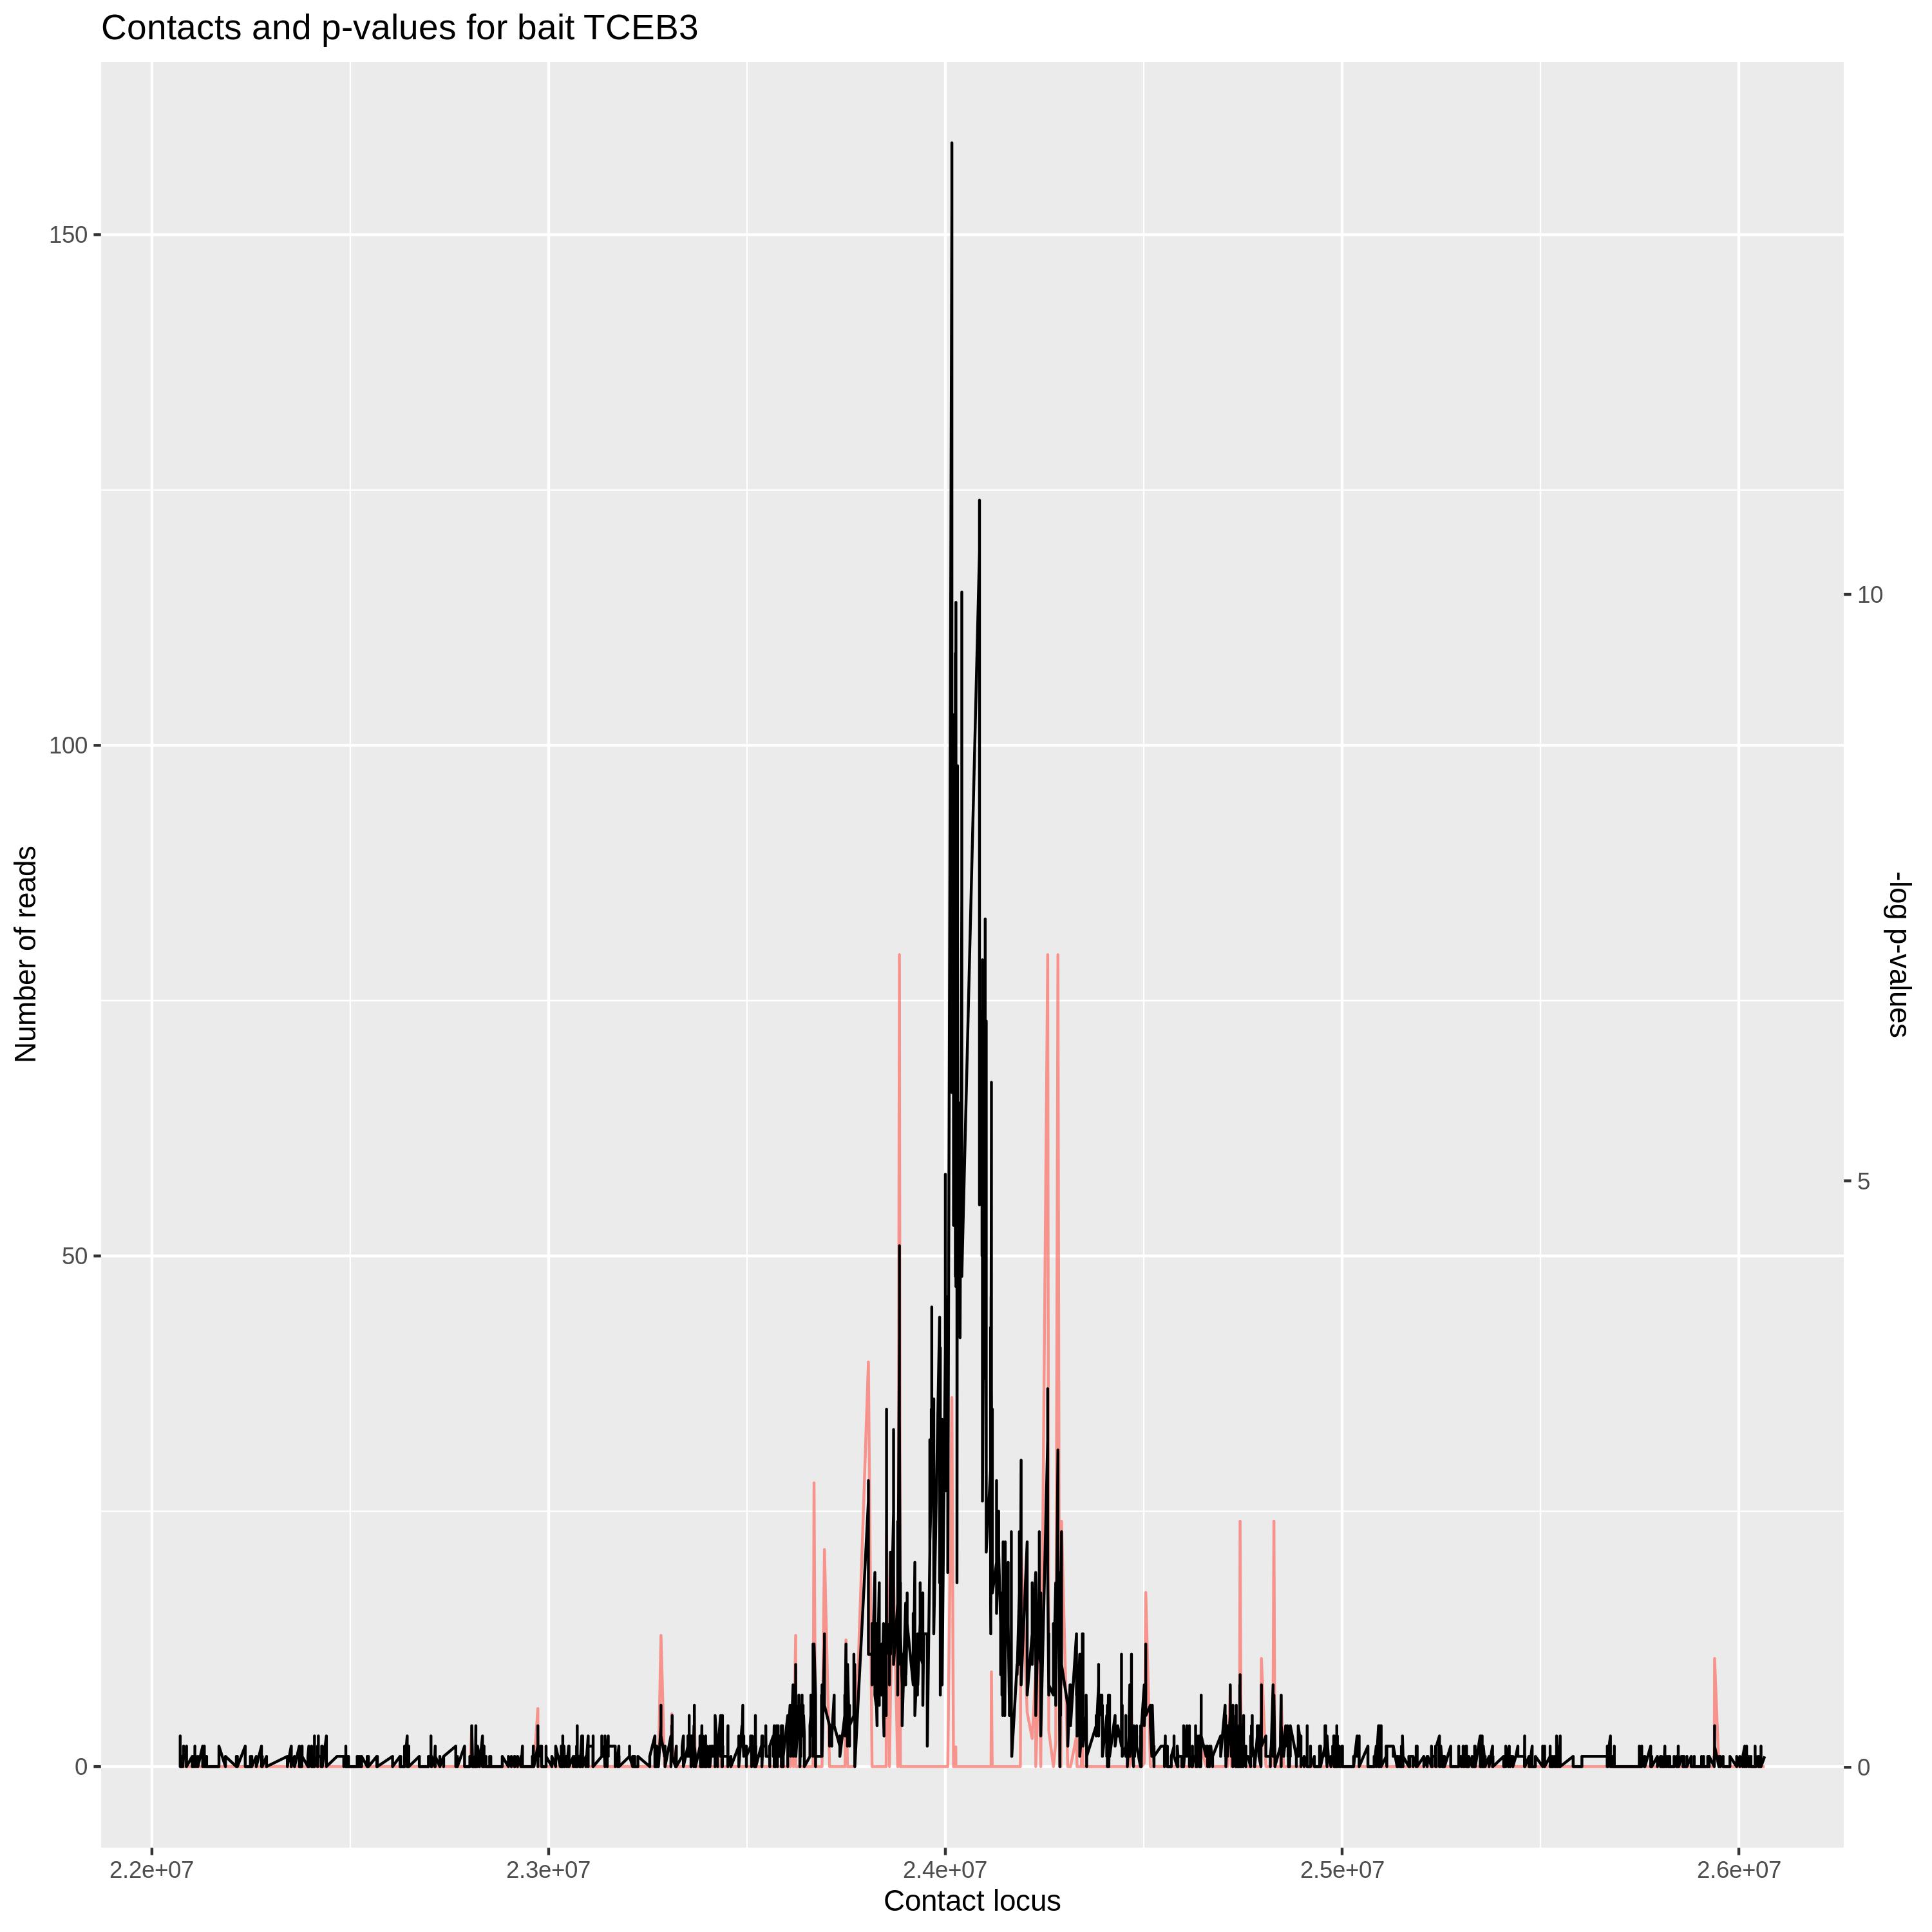 Contacts and p-values for bait TCEB3
150
100
50
0
Number of reads
10
5
0
-log p-values
2.2e+07
2.3e+07
2.4e+07
2.5e+07
2.6e+07
Contact locus